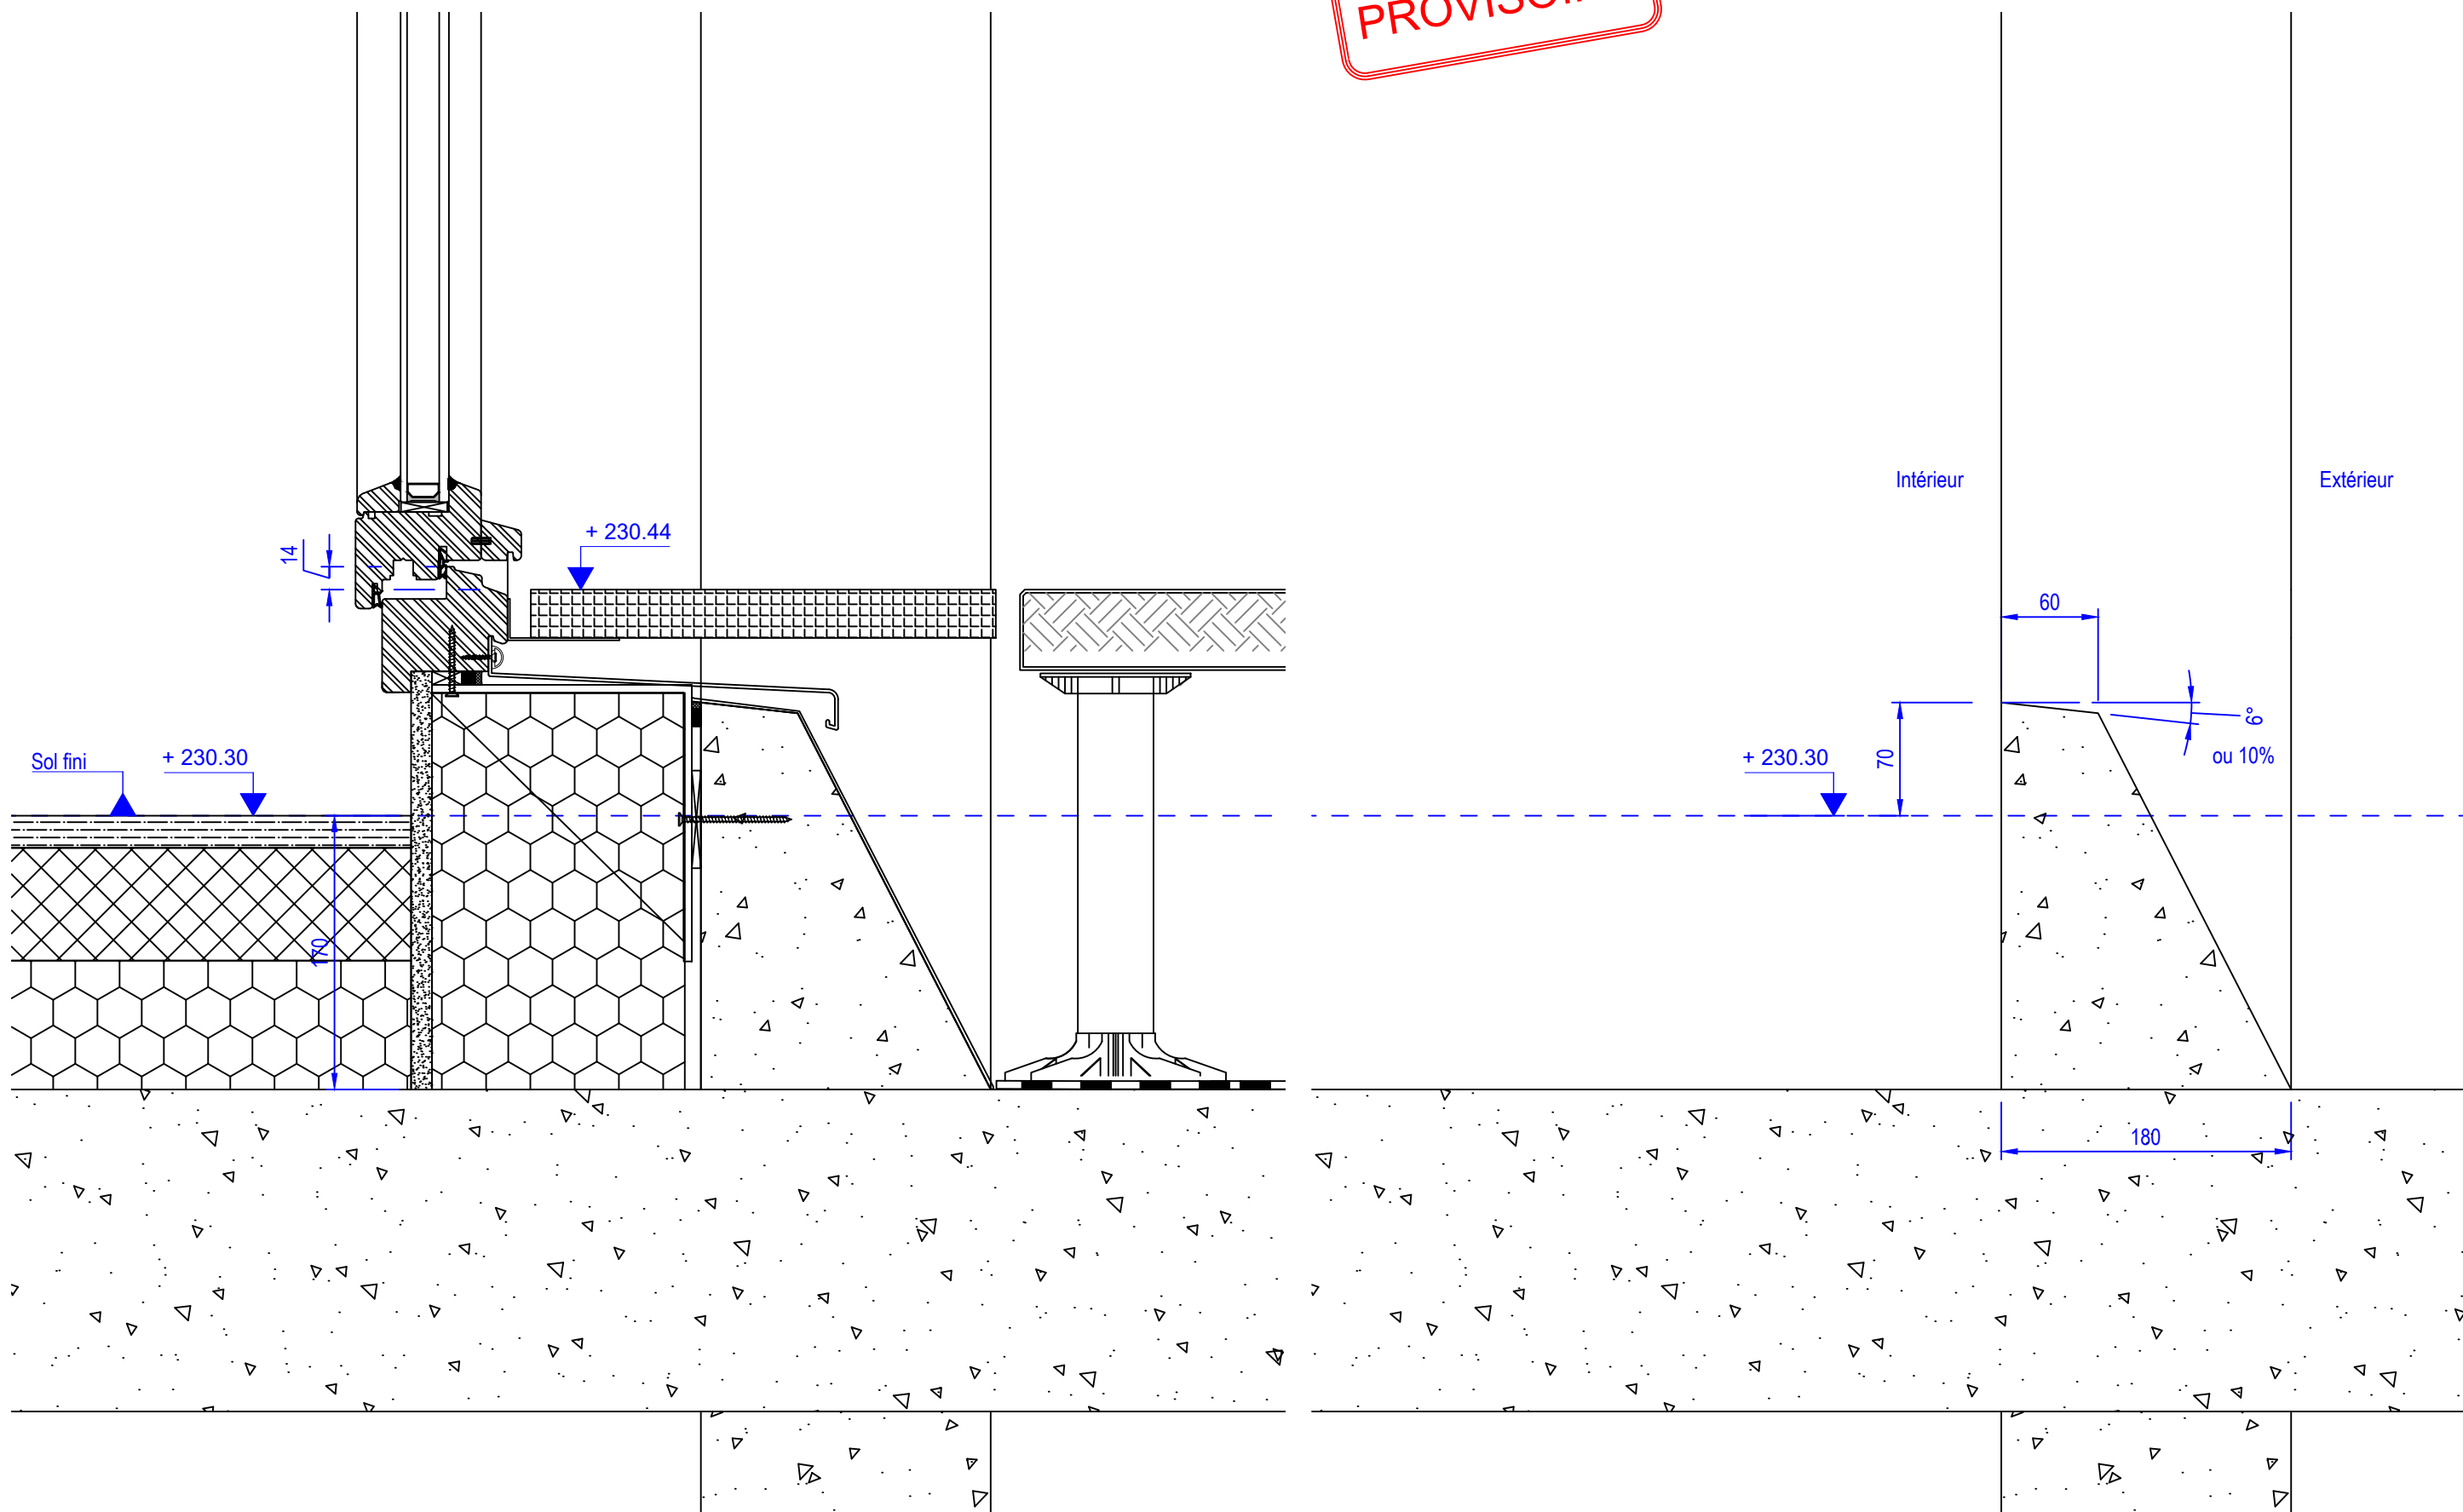 14
+ 230.44
Sol fini
+ 230.30
170
Intérieur
Extérieur
60
70
+ 230.30
6°
ou 10%
180